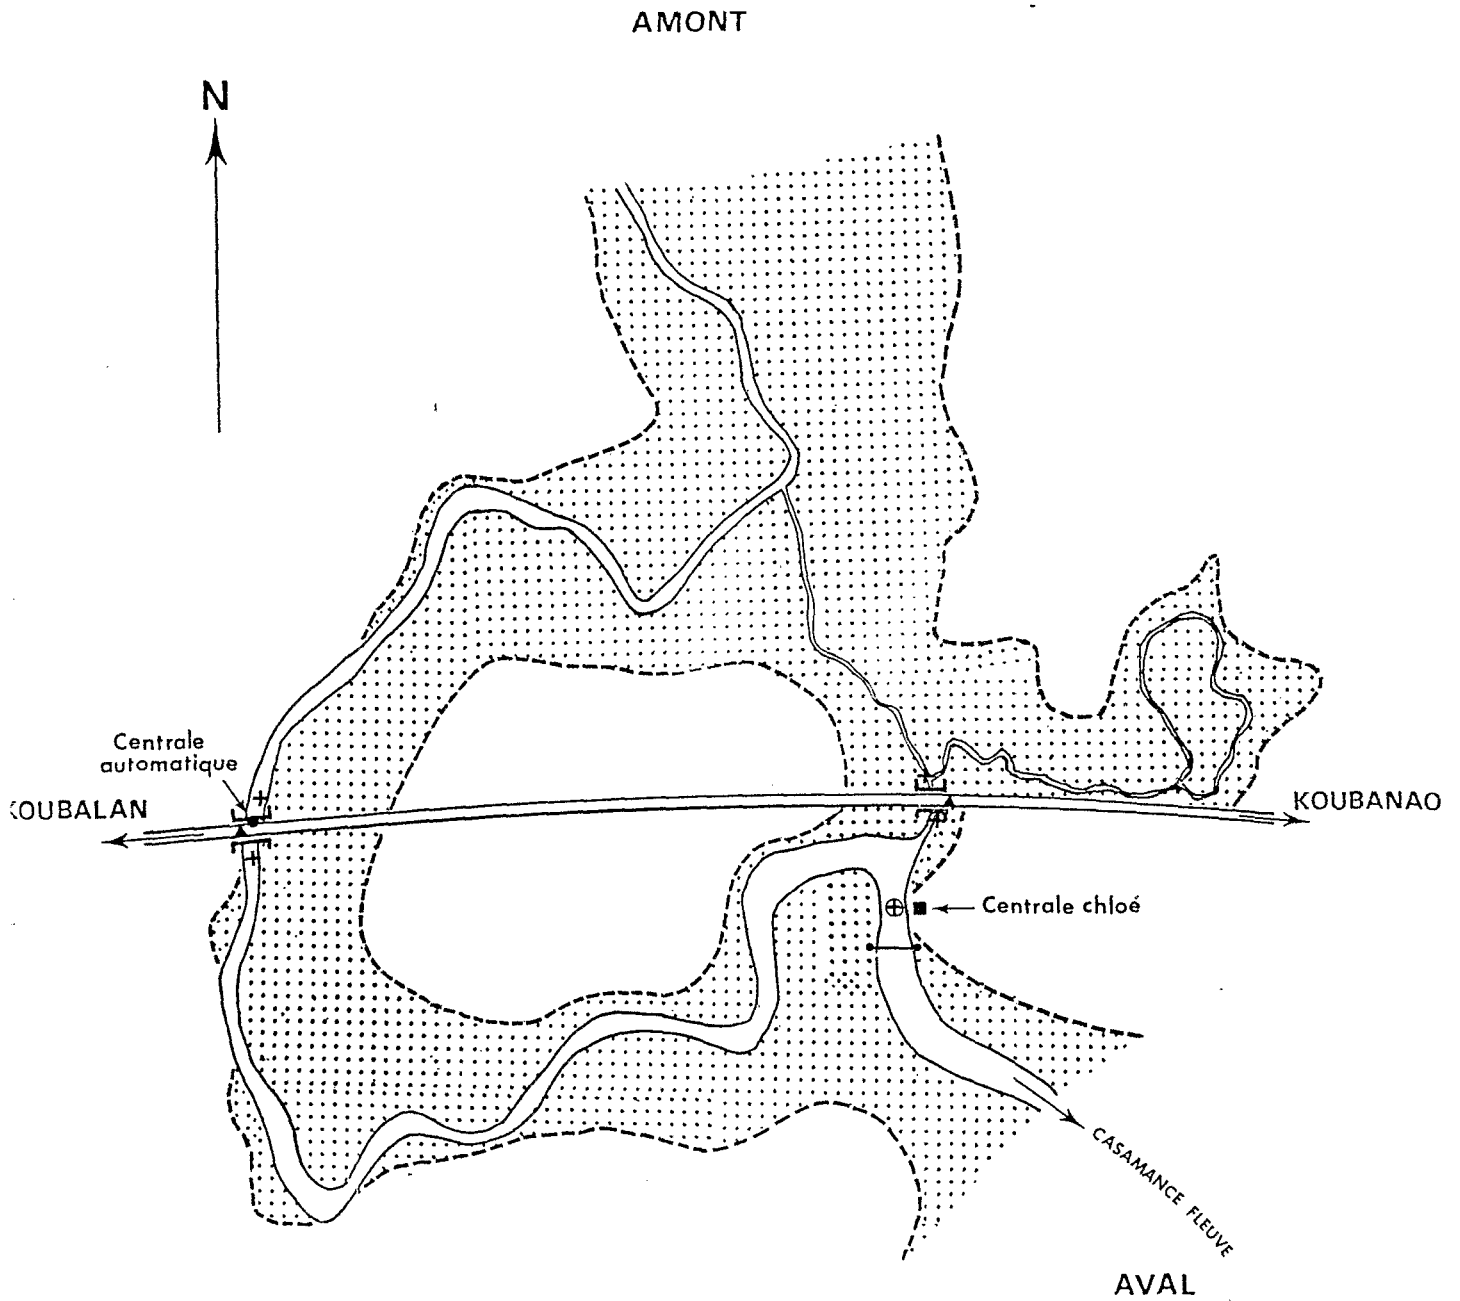 AMONT
N
Centrale
automatique
KOUBALAN
KOUBANAO
Centrale chloé
CASAMANCE FLEUVE
AVAL